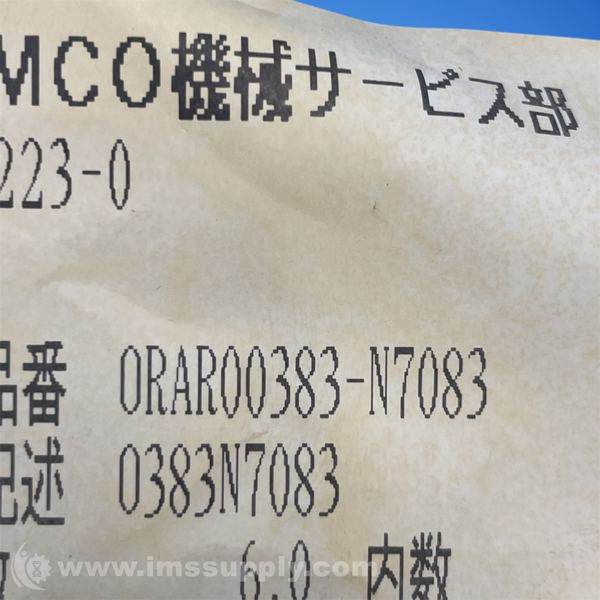 MCO機械サービス部
223-0
品番 ORAR00383-N7083
記述 0383N7083
数 6.0 内数
www.imssupply.com